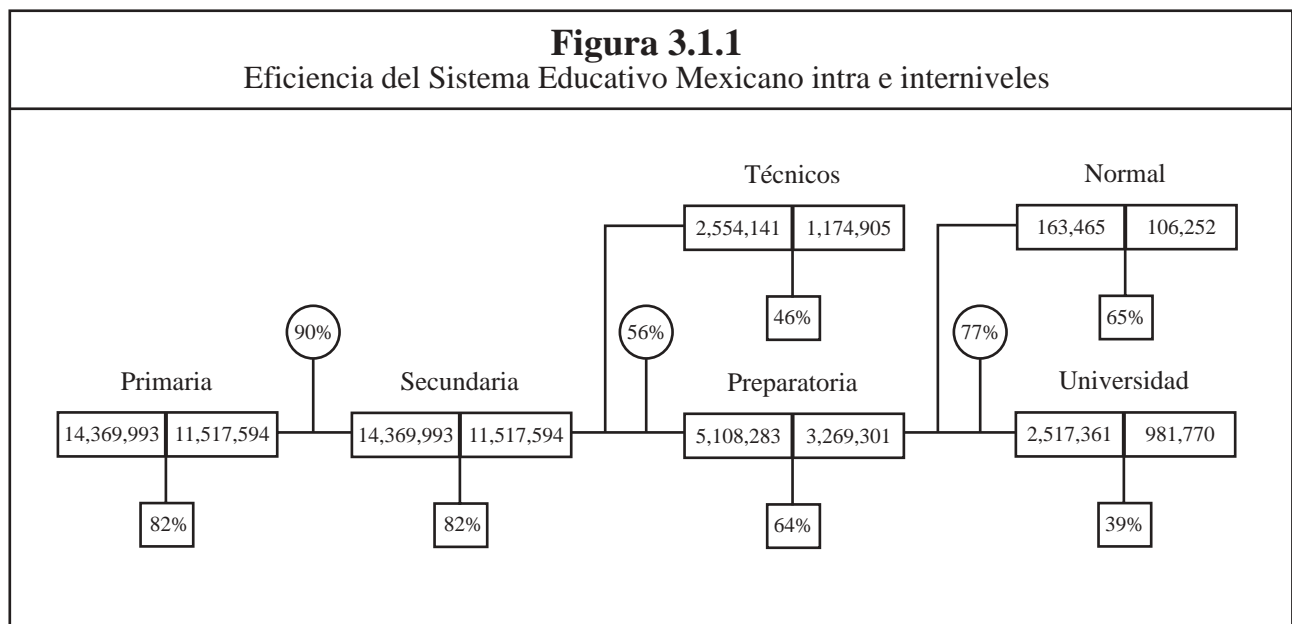 Figura 3.1.1
Eficiencia del Sistema Educativo Mexicano intra e interniveles
Técnicos
Normal
2,554,141 1,174,905
163,465 106,252
46%
65%
90%
56%
77%
Primaria
Secundaria
Preparatoria
Universidad
14,369,993 11,517,594
14,369,993 11,517,594
5,108,283 3,269,301
2,517,361 981,770
82%
82%
64%
39%